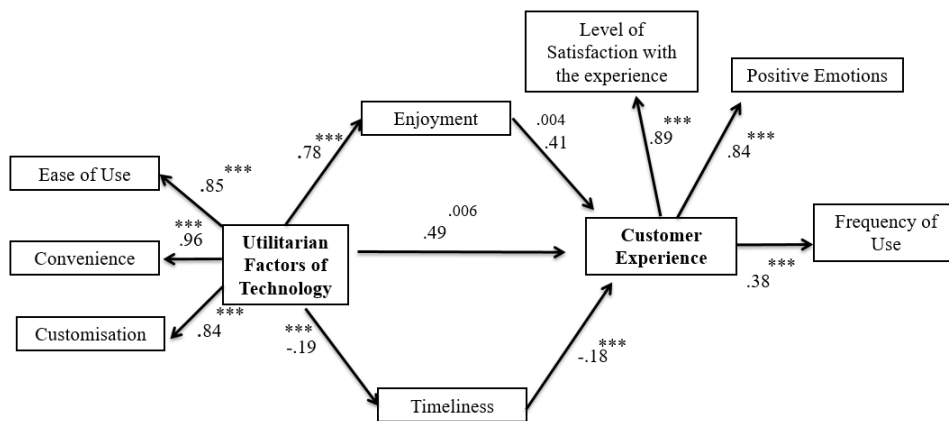 Level of
Satisfaction with
the experience
Positive Emotions
Enjoyment
.004
.41
***
.89
***
.84
***
.78
Ease of Use
***
.85
***
.96
Convenience
Utilitarian
Factors of
Technology
.006
.49
Customer
Experience
Frequency of
Use
***
.38
Customisation
***
.84
***
-.19
***
-.18
Timeliness